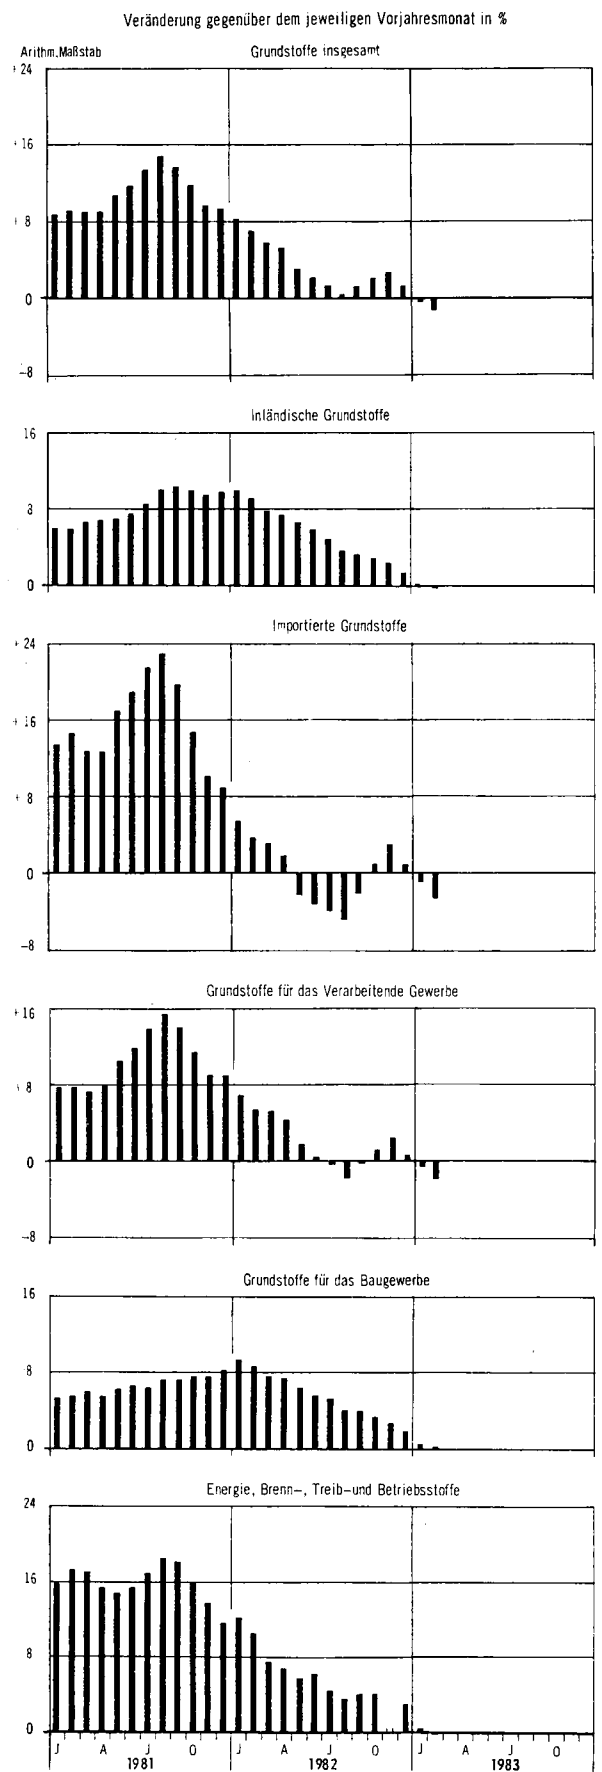 Veränderung gegenüber dem jeweiligen Vorjahresmonat in %
Arithm. Maßstab
Grundstoffe insgesamt
+ 24
+ 16
+ 8
0
-8
Inländische Grundstoffe
16
8
0
Importierte Grundstoffe
+ 24
+ 16
+ 8
0
-8
Grundstoffe für das Verarbeitende Gewerbe
+ 16
+ 8
0
-8
Grundstoffe für das Baugewerbe
16
8
0
Energie, Brenn-, Treib-und Betriebsstoffe
24
16
8
0
J A J O J A J O J A J O
1981 1982 1983